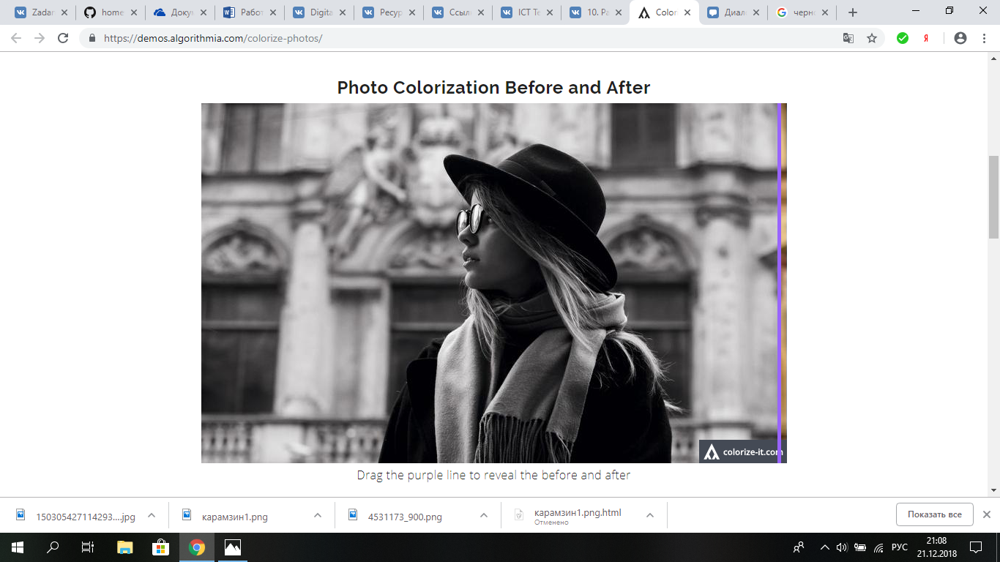 Zadan
home
Доку
Работ
Digita
Ресур
Ссыл
ICT Te
10. Ра
Color
Диал
черно
https://demos.algorithmia.com/colorize-photos/
Я
Photo Colorization Before and After
colorize-it.com
Drag the purple line to reveal the before and after
150305427114293....jpg
карамзин1.png
4531173_900.png
карамзин1.png.html
Отменено
Показать все
РУС
21:08
21.12.2018